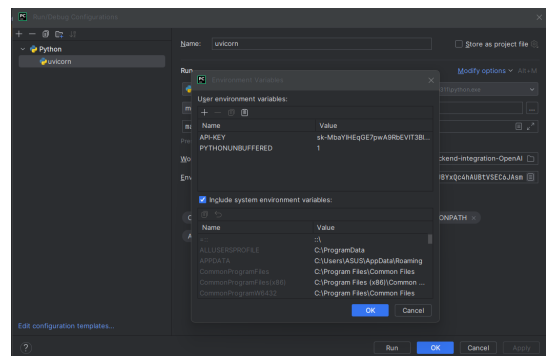 Run/Debug Configurations
Python
uvicorn
Name: uvicorn
Store as project file
Run
Modify options Alt+M
Environment Variables
User environment variables:
Name Value
API-KEY
PYTHONUNBUFFERED 1
Include system environment variables:
Name Value
=:: ::\
ALLUSERSPROFILE C:\ProgramData
APPDATA C:\Users\ASUS\AppData\Roaming
CommonProgramFiles C:\Program Files\Common Files
CommonProgramFiles(x86) C:\Program Files (x86)\Common ...
CommonProgramW6432 C:\Program Files\Common Files
OK Cancel
ckend-integration-OpenAI
ONPATH
Edit configuration templates...
? Run OK Cancel Apply